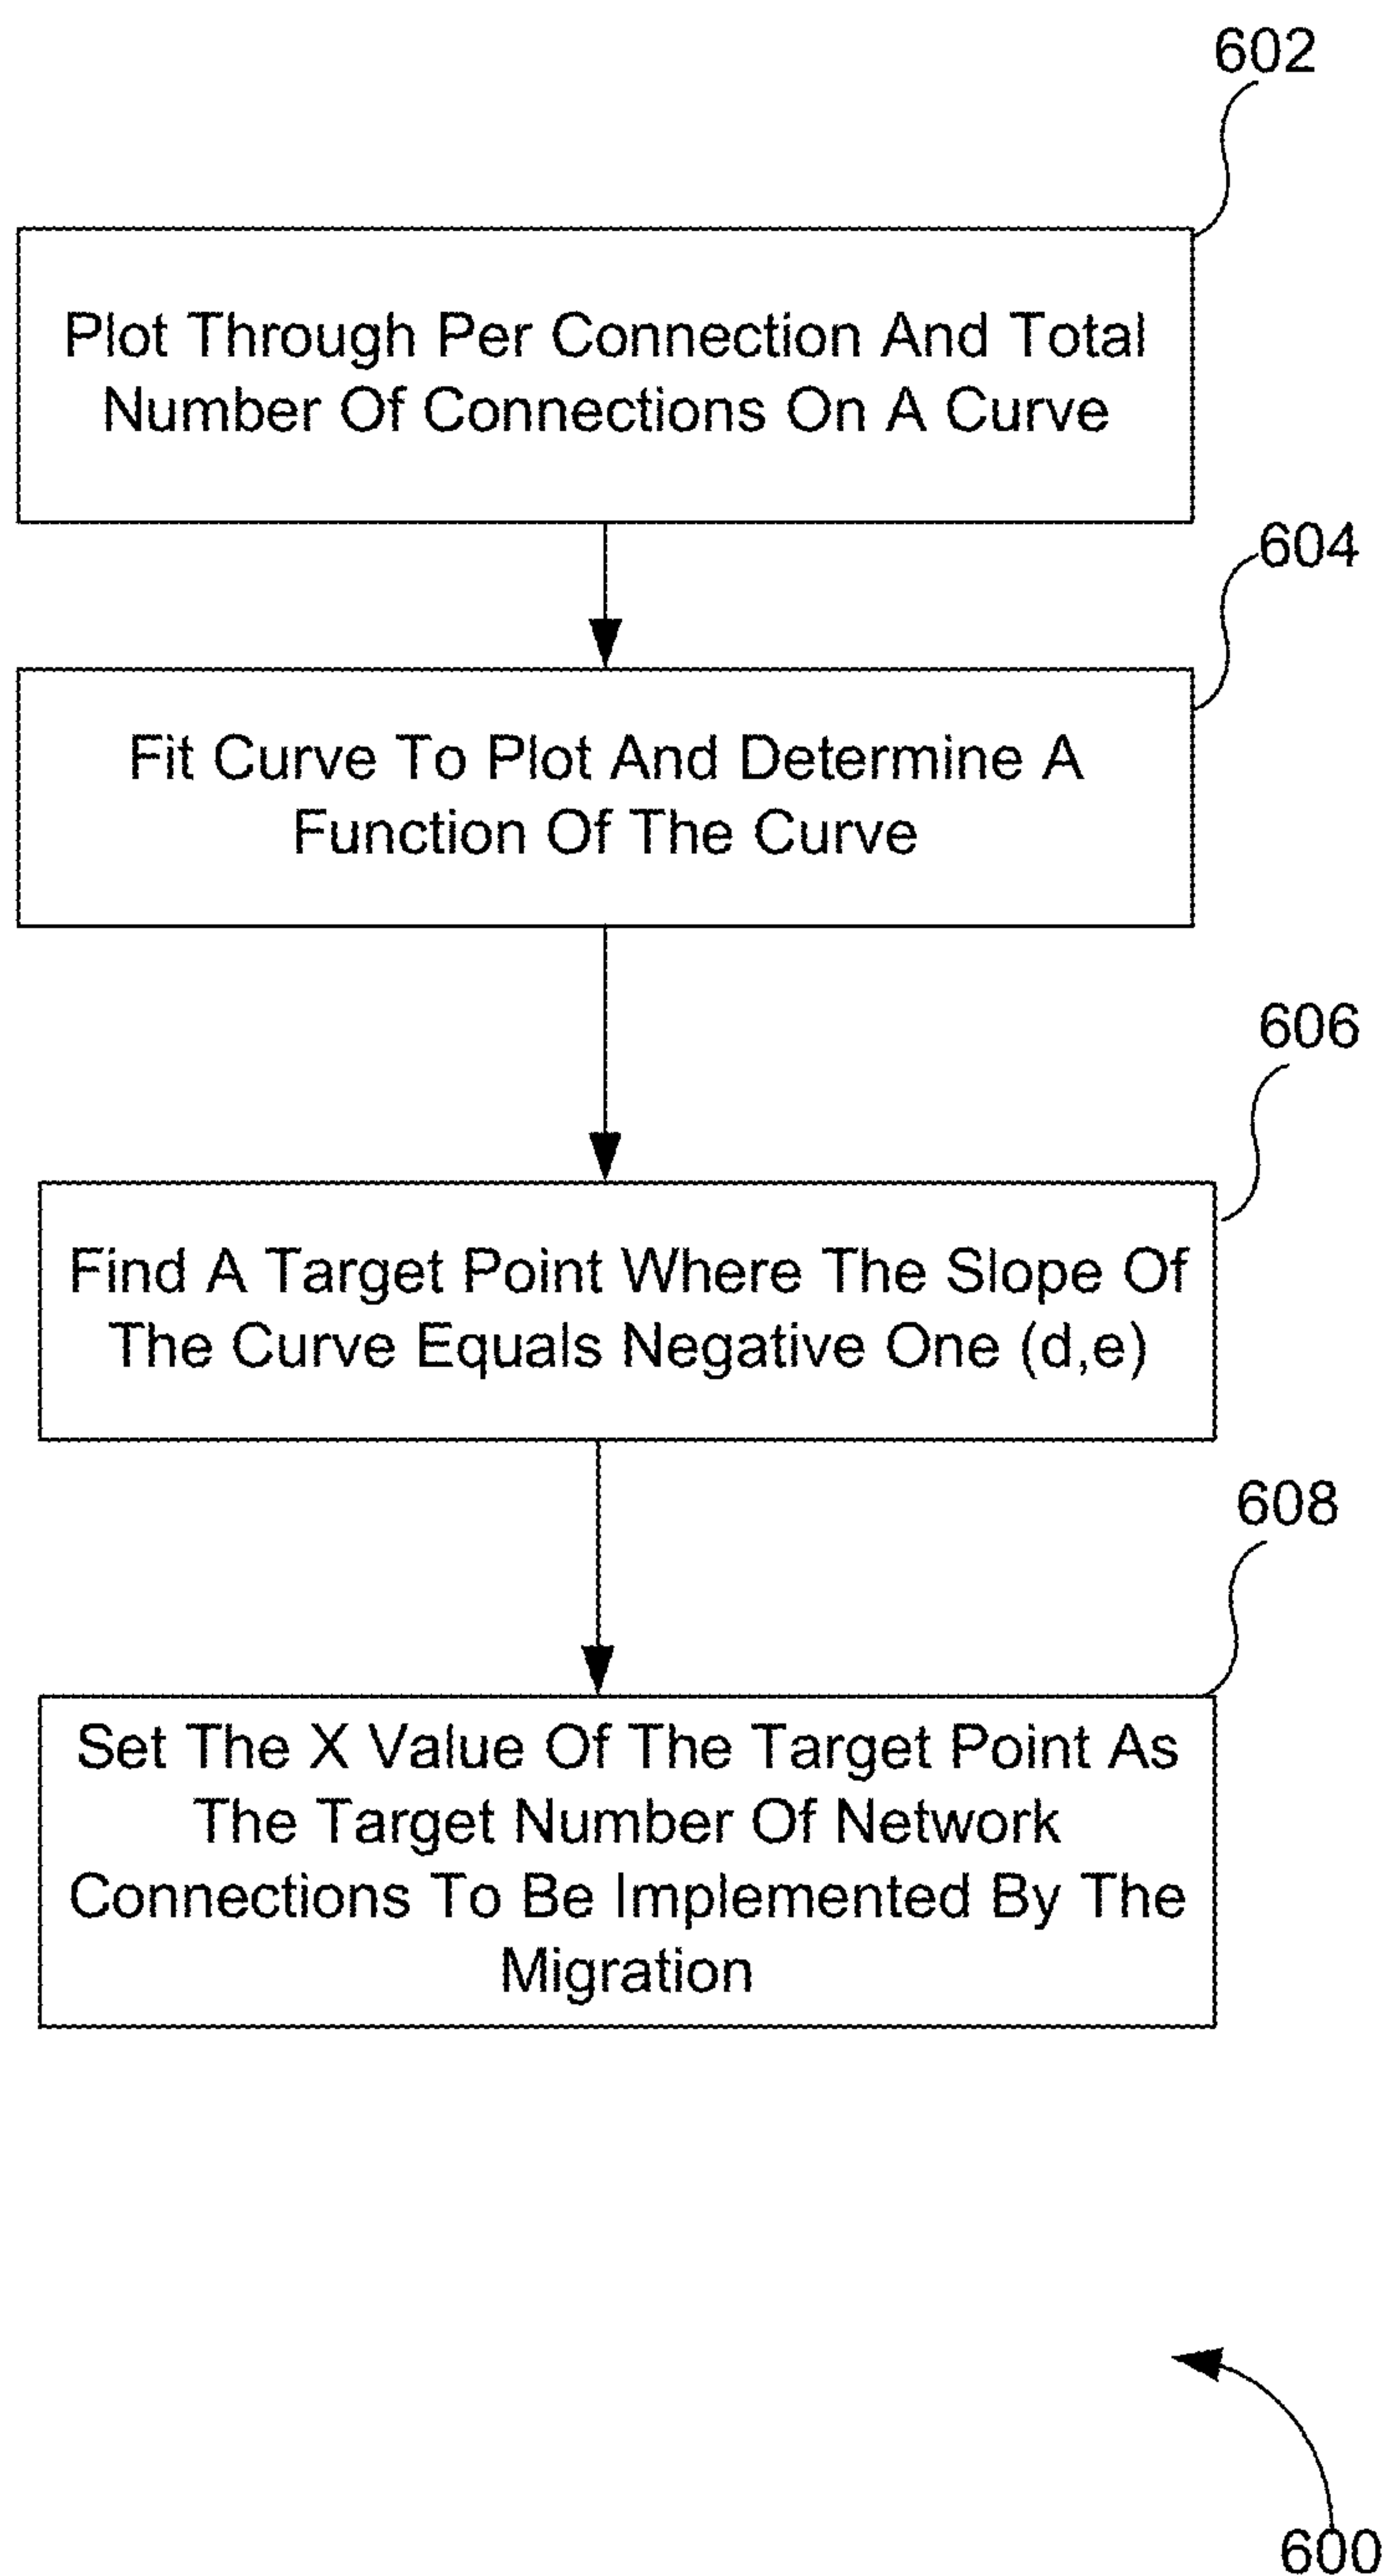 602
Plot Through Per Connection And Total
Number Of Connections On A Curve
604
Fit Curve To Plot And Determine A
Function Of The Curve
606
Find A Target Point Where The Slope Of
The Curve Equals Negative One (d,e)
608
Set The X Value Of The Target Point As
The Target Number Of Network
Connections To Be Implemented By The
Migration
600